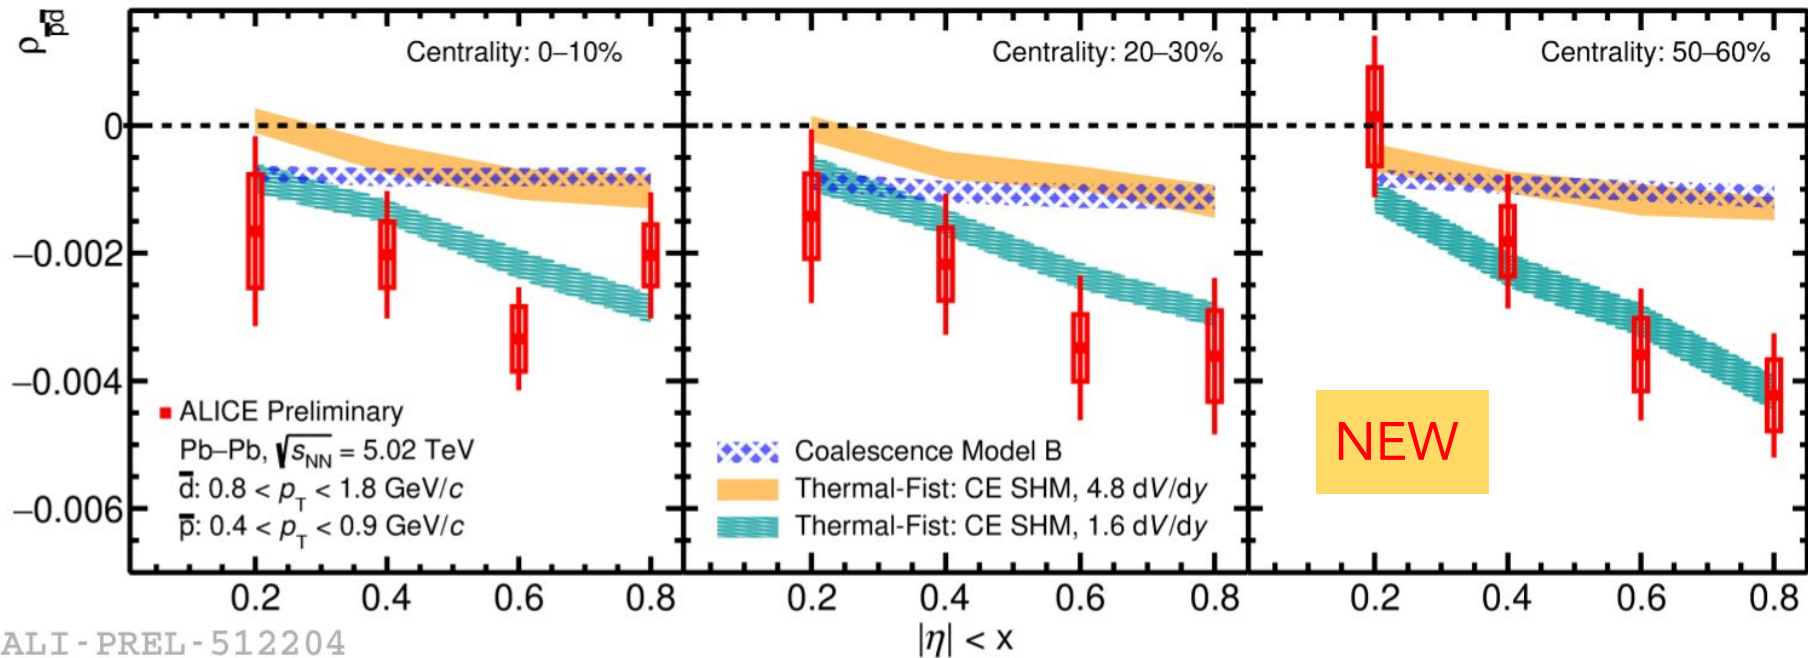 ρp̅d̅
Centrality: 0–10%
Centrality: 20–30%
Centrality: 50–60%
0
−0.002
−0.004
−0.006
ALICE Preliminary
Pb–Pb, √sNN = 5.02 TeV
d̅: 0.8 < pT < 1.8 GeV/c
p̅: 0.4 < pT < 0.9 GeV/c
Coalescence Model B
Thermal-Fist: CE SHM, 4.8 dV/dy
Thermal-Fist: CE SHM, 1.6 dV/dy
NEW
0.2 0.4 0.6 0.8 0.2 0.4 0.6 0.8 0.2 0.4 0.6 0.8
|η| < x
ALI-PREL-512204